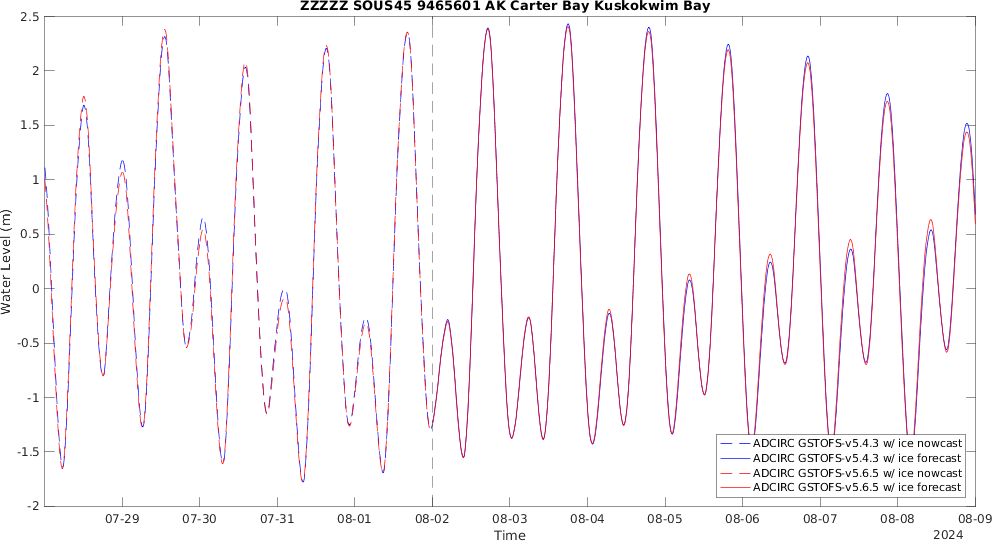 ZZZZZ SOUS45 9465601 AK Carter Bay Kuskokwim Bay
2.5
2
1.5
1
0.5
0
-0.5
-1
-1.5
-2
Water Level (m)
ADCIRC GSTOFS-v5.4.3 w/ ice nowcast
ADCIRC GSTOFS-v5.4.3 w/ ice forecast
ADCIRC GSTOFS-v5.6.5 w/ ice nowcast
ADCIRC GSTOFS-v5.6.5 w/ ice forecast
07-29 07-30 07-31 08-01 08-02 08-03 08-04 08-05 08-06 08-07 08-08 08-09
Time
2024